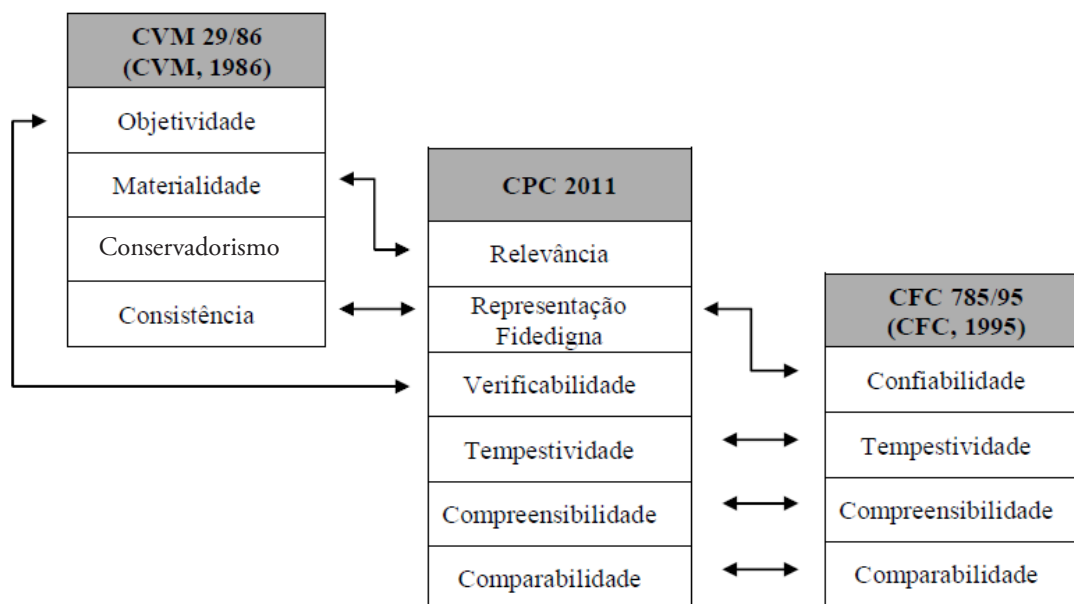 CVM 29/86
(CVM, 1986)
Objetividade
Materialidade
Conservadorismo
Consistência
CPC 2011
Relevância
Representação
Fidedigna
Verificabilidade
Tempestividade
Compreensibilidade
Comparabilidade
CFC 785/95
(CFC, 1995)
Confiabilidade
Tempestividade
Compreensibilidade
Comparabilidade